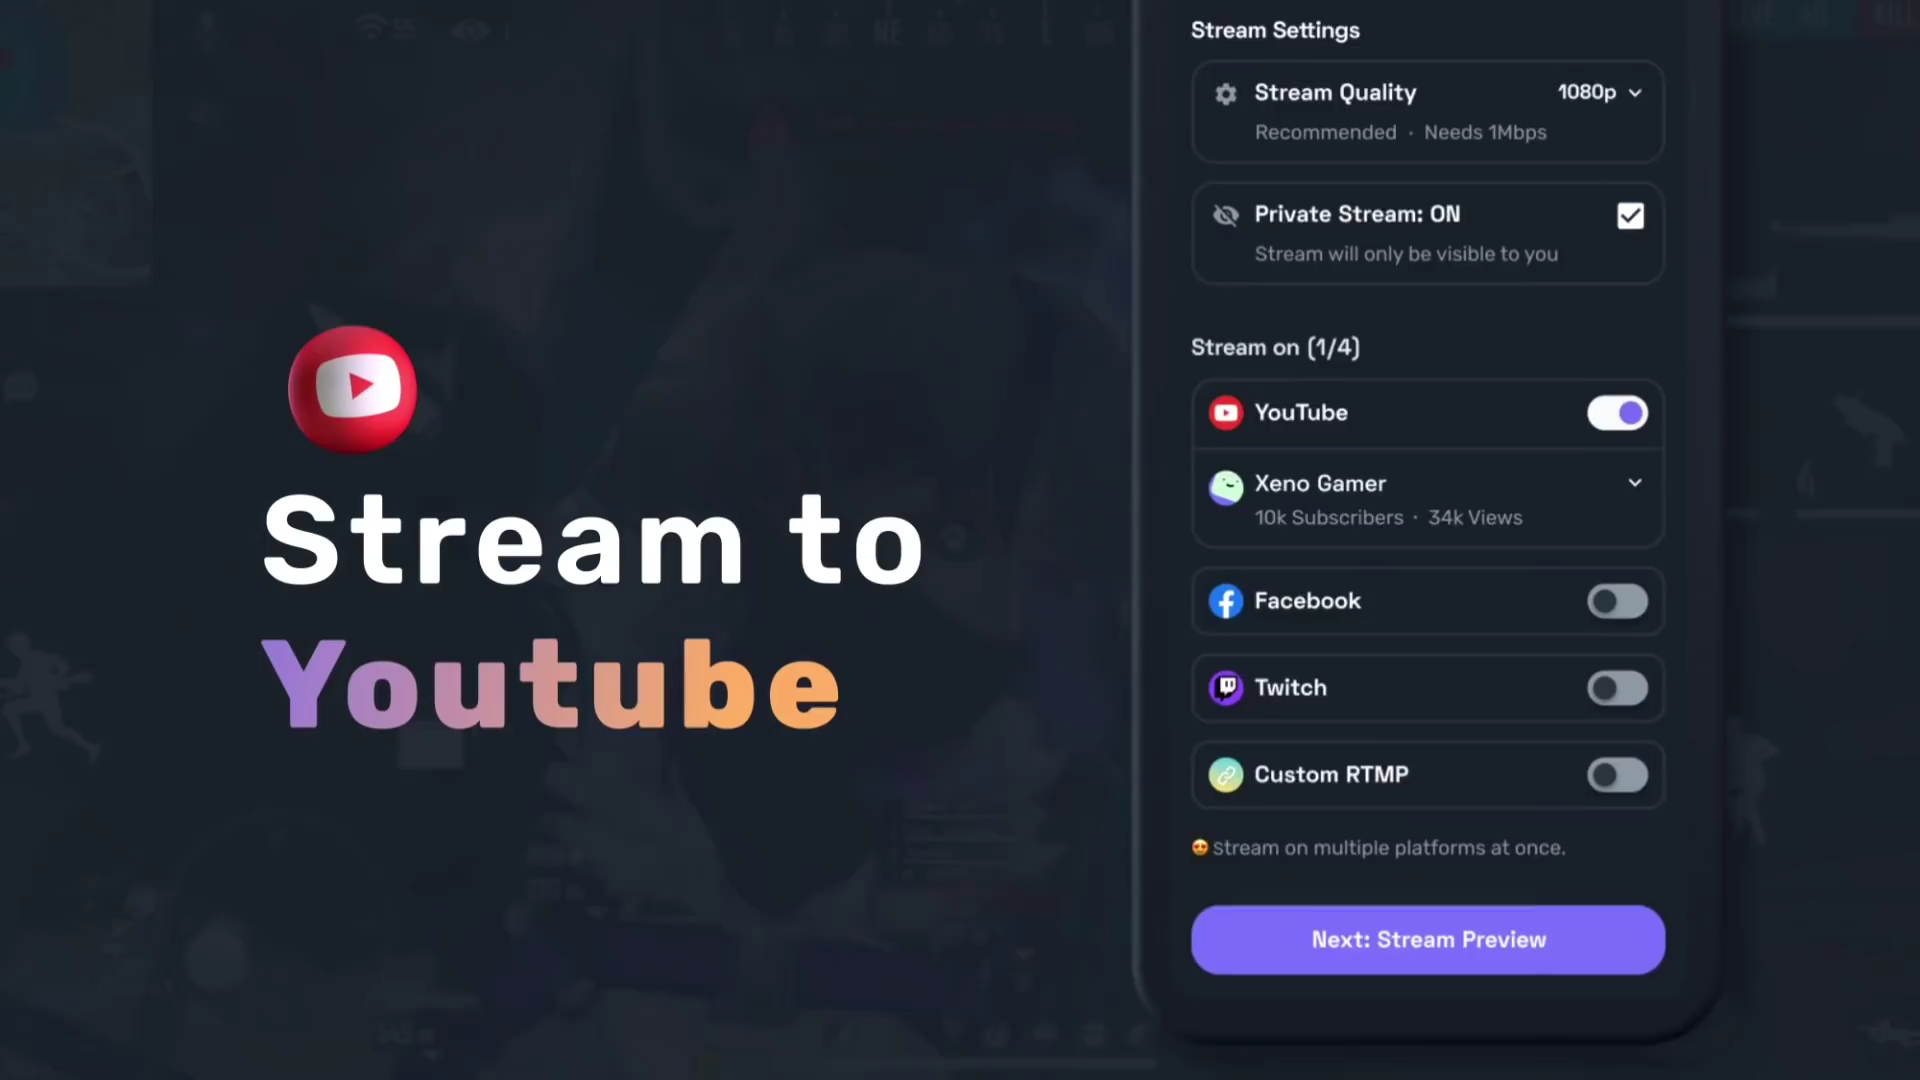 Stream to
Youtube
Stream Settings
Stream Quality 1080p
Recommended · Needs 1Mbps
Private Stream: ON
Stream will only be visible to you
Stream on (1/4)
YouTube
Xeno Gamer
10k Subscribers · 34k Views
Facebook
Twitch
Custom RTMP
😍 Stream on multiple platforms at once.
Next: Stream Preview